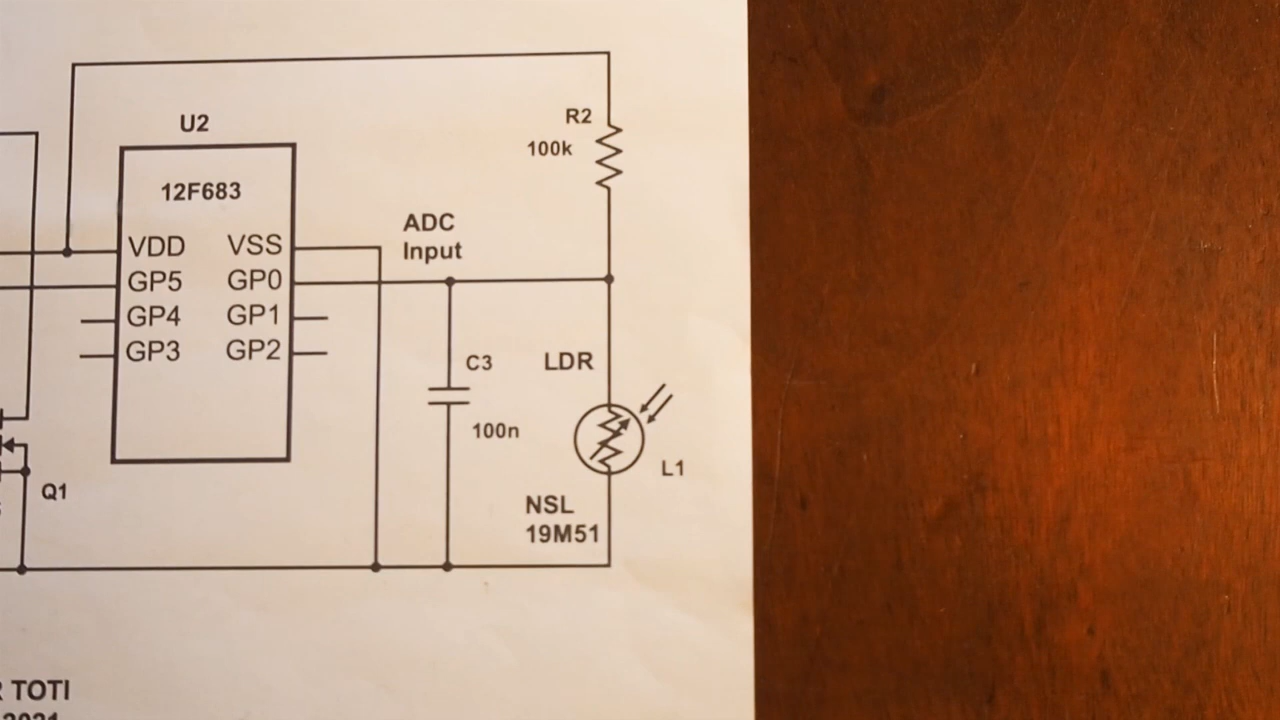 U2
12F683
VDD VSS
GP5 GP0
GP4 GP1
GP3 GP2
ADC
Input
R2
100k
C3
100n
LDR
L1
NSL
19M51
Q1
TOTI